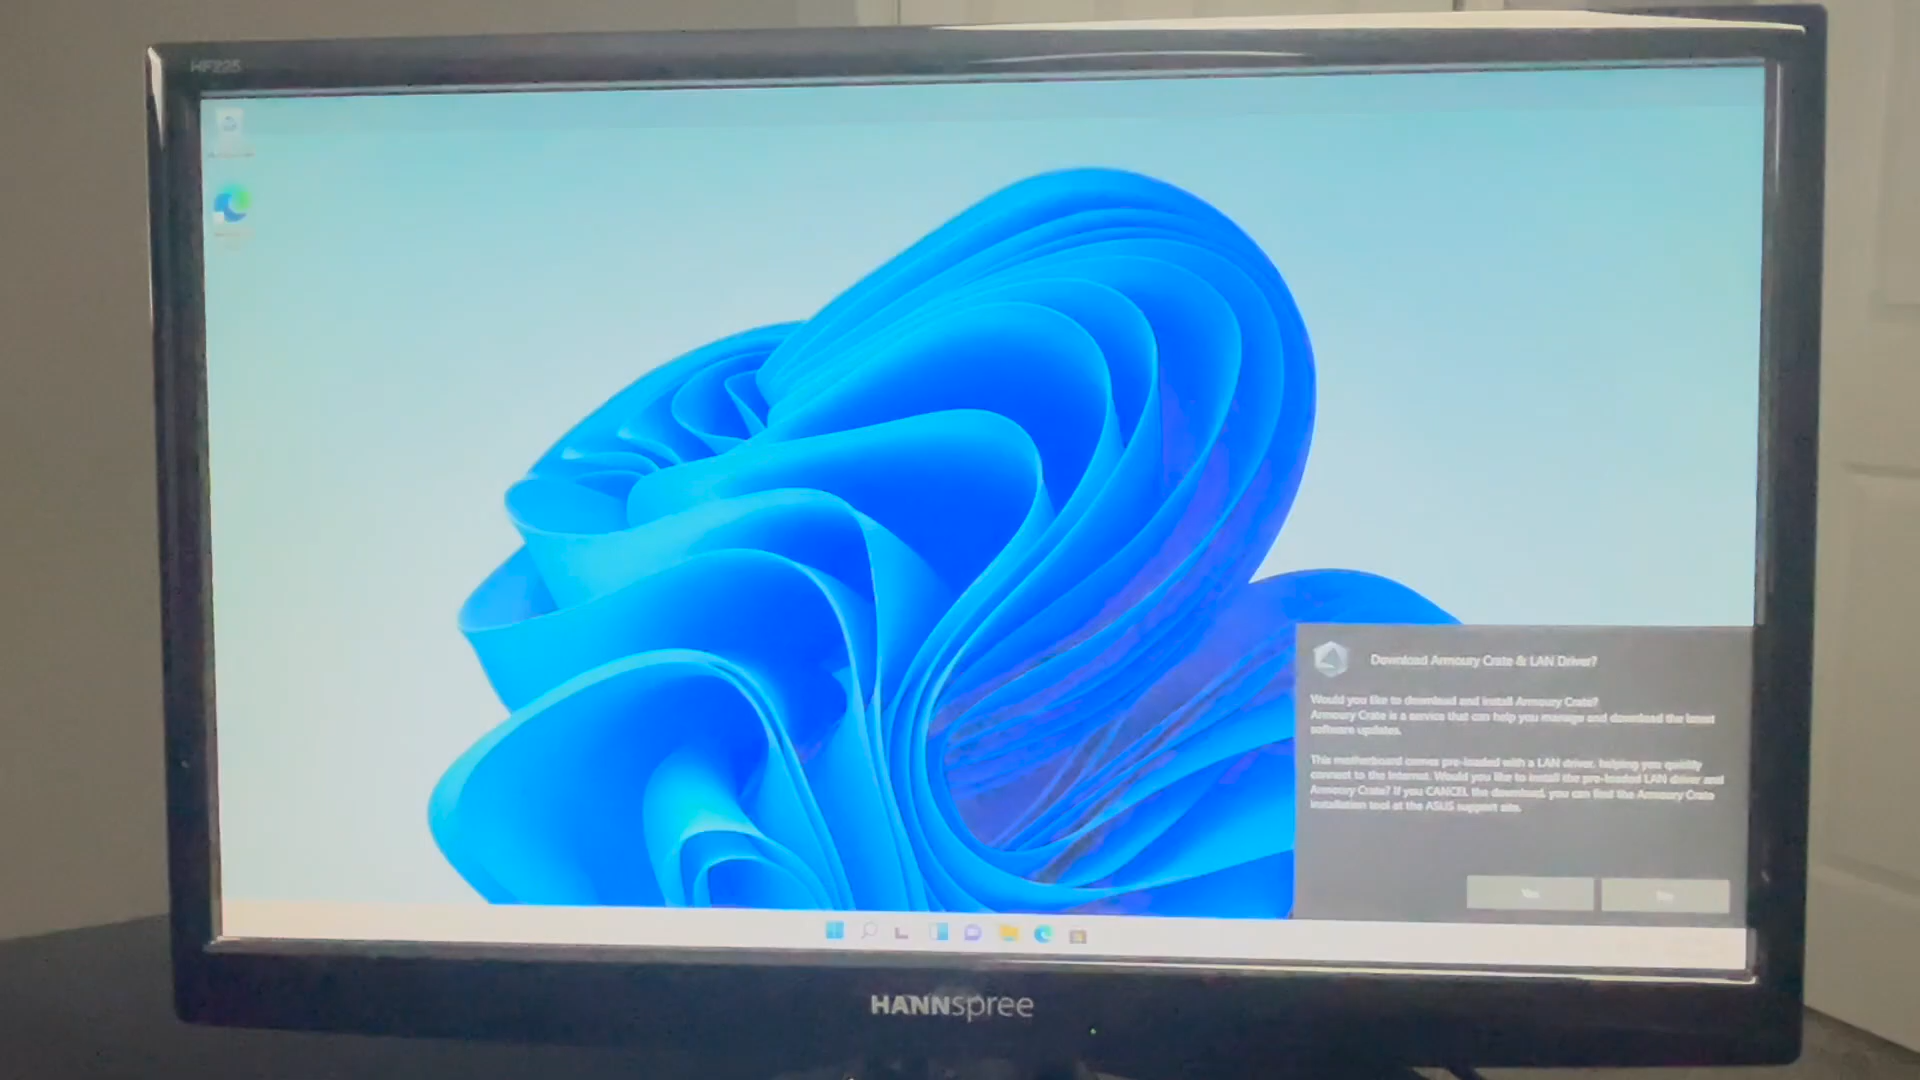 HF225
Download Armoury Crate & LAN Driver?
Would you like to download and install Armoury Crate?
Armoury Crate is a service that can help you manage and download the latest
software updates.
This motherboard comes pre-loaded with a LAN driver, helping you quickly
connect to the Internet. Would you like to install the pre-loaded LAN driver and
Armoury Crate? If you CANCEL the download, you can find the Armoury Crate
installation tool at the ASUS support site.
HANNspree